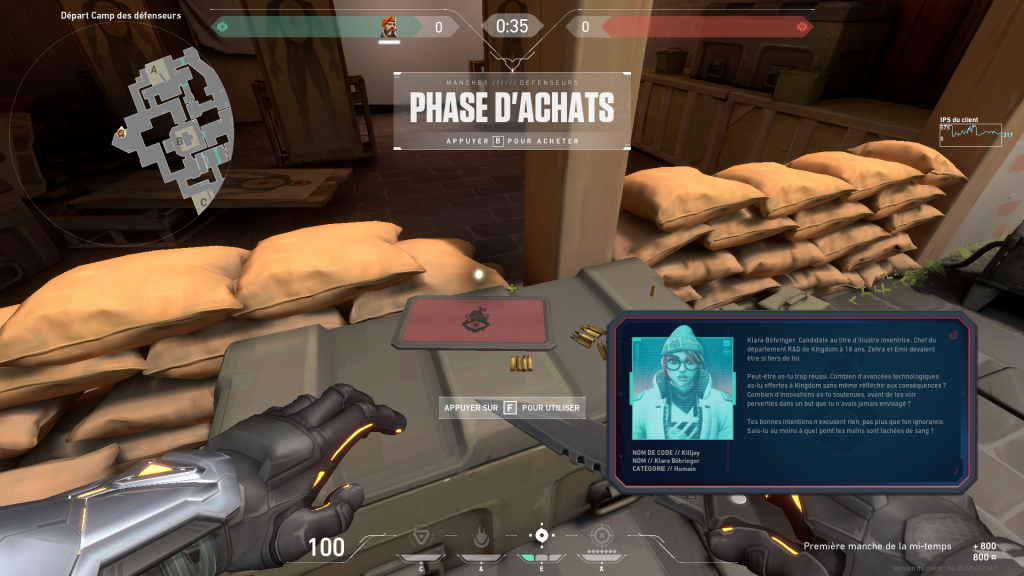 Départ Camp des défenseurs
0
0:35
0
MANCHE 1 ////// DÉFENSEURS
PHASE D'ACHATS
APPUYER B POUR ACHETER
A
B
C
IPS du client
175
217
Klara Böhringer. Candidate au titre d'illustre inventrice. Chef du
département R&D de Kingdom à 18 ans. Zehra et Emil devaient
être si fiers de toi.
Peut-être as-tu trop réussi. Combien d'avancées technologiques
as-tu offertes à Kingdom sans même réfléchir aux conséquences ?
Combien d'innovations as-tu soutenues, avant de les voir
perverties dans un but que tu n'avais jamais envisagé ?
Tes bonnes intentions n'excusent rien, pas plus que ton ignorance.
Sais-tu au moins à quel point tes mains sont tachées de sang ?
NOM DE CODE // Killjoy
NOM // Klara Böhringer
CATÉGORIE // Humain
APPUYER SUR F POUR UTILISER
100
C
&
E
X
Première manche de la mi-temps + 800
800 ¤